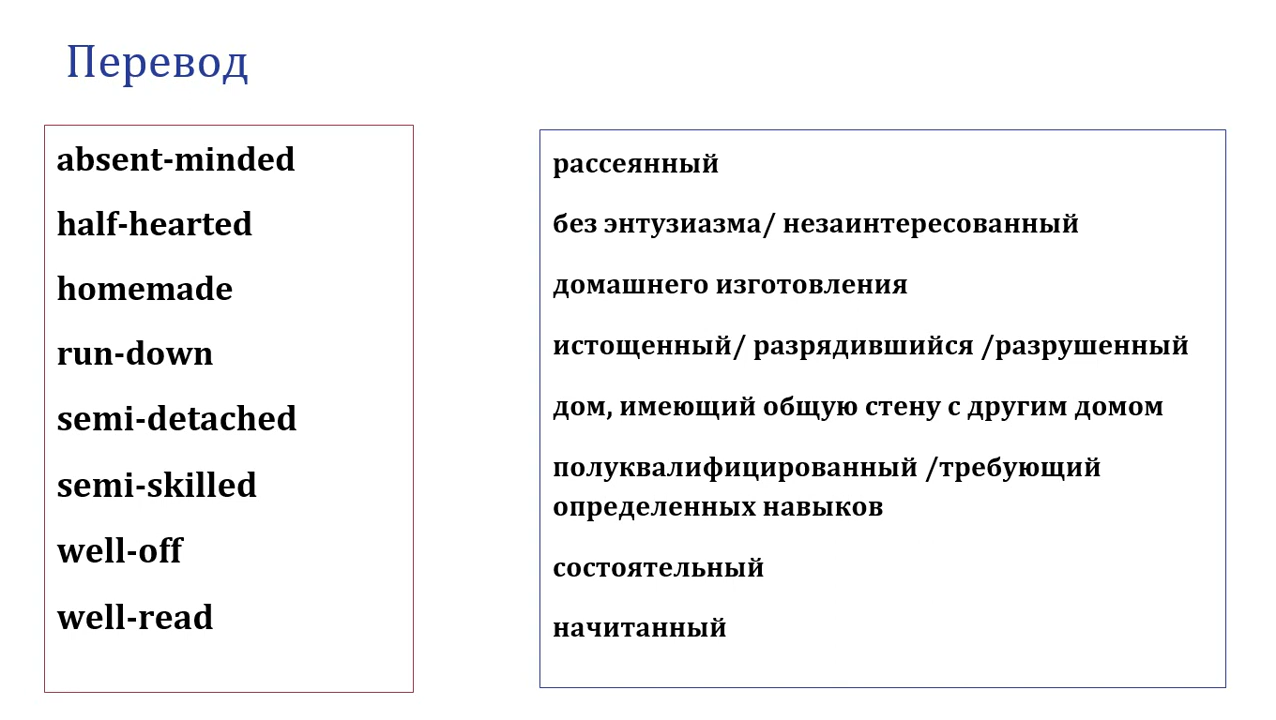 Перевод
absent-minded
half-hearted
homemade
run-down
semi-detached
semi-skilled
well-off
well-read
рассеянный
без энтузиазма/ незаинтересованный
домашнего изготовления
истощенный/ разрядившийся /разрушенный
дом, имеющий общую стену с другим домом
полуквалифицированный /требующий
определенных навыков
состоятельный
начитанный